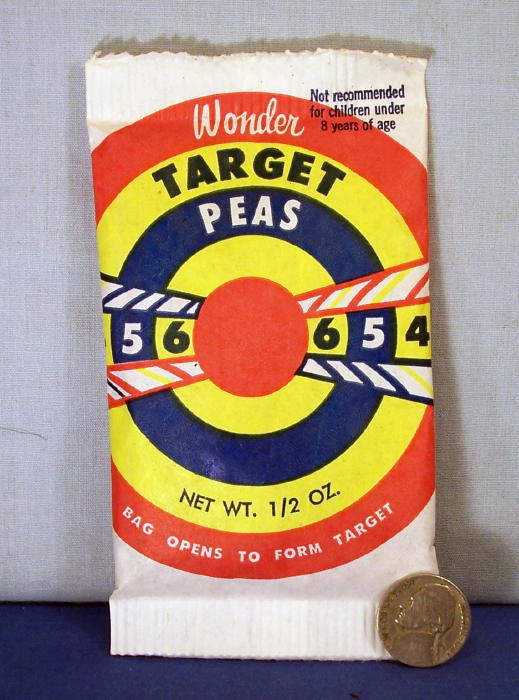 Wonder
Not recommended
for children under
8 years of age
TARGET
PEAS
5 6 6 5 4
NET WT. 1/2 OZ.
BAG OPENS TO FORM TARGET